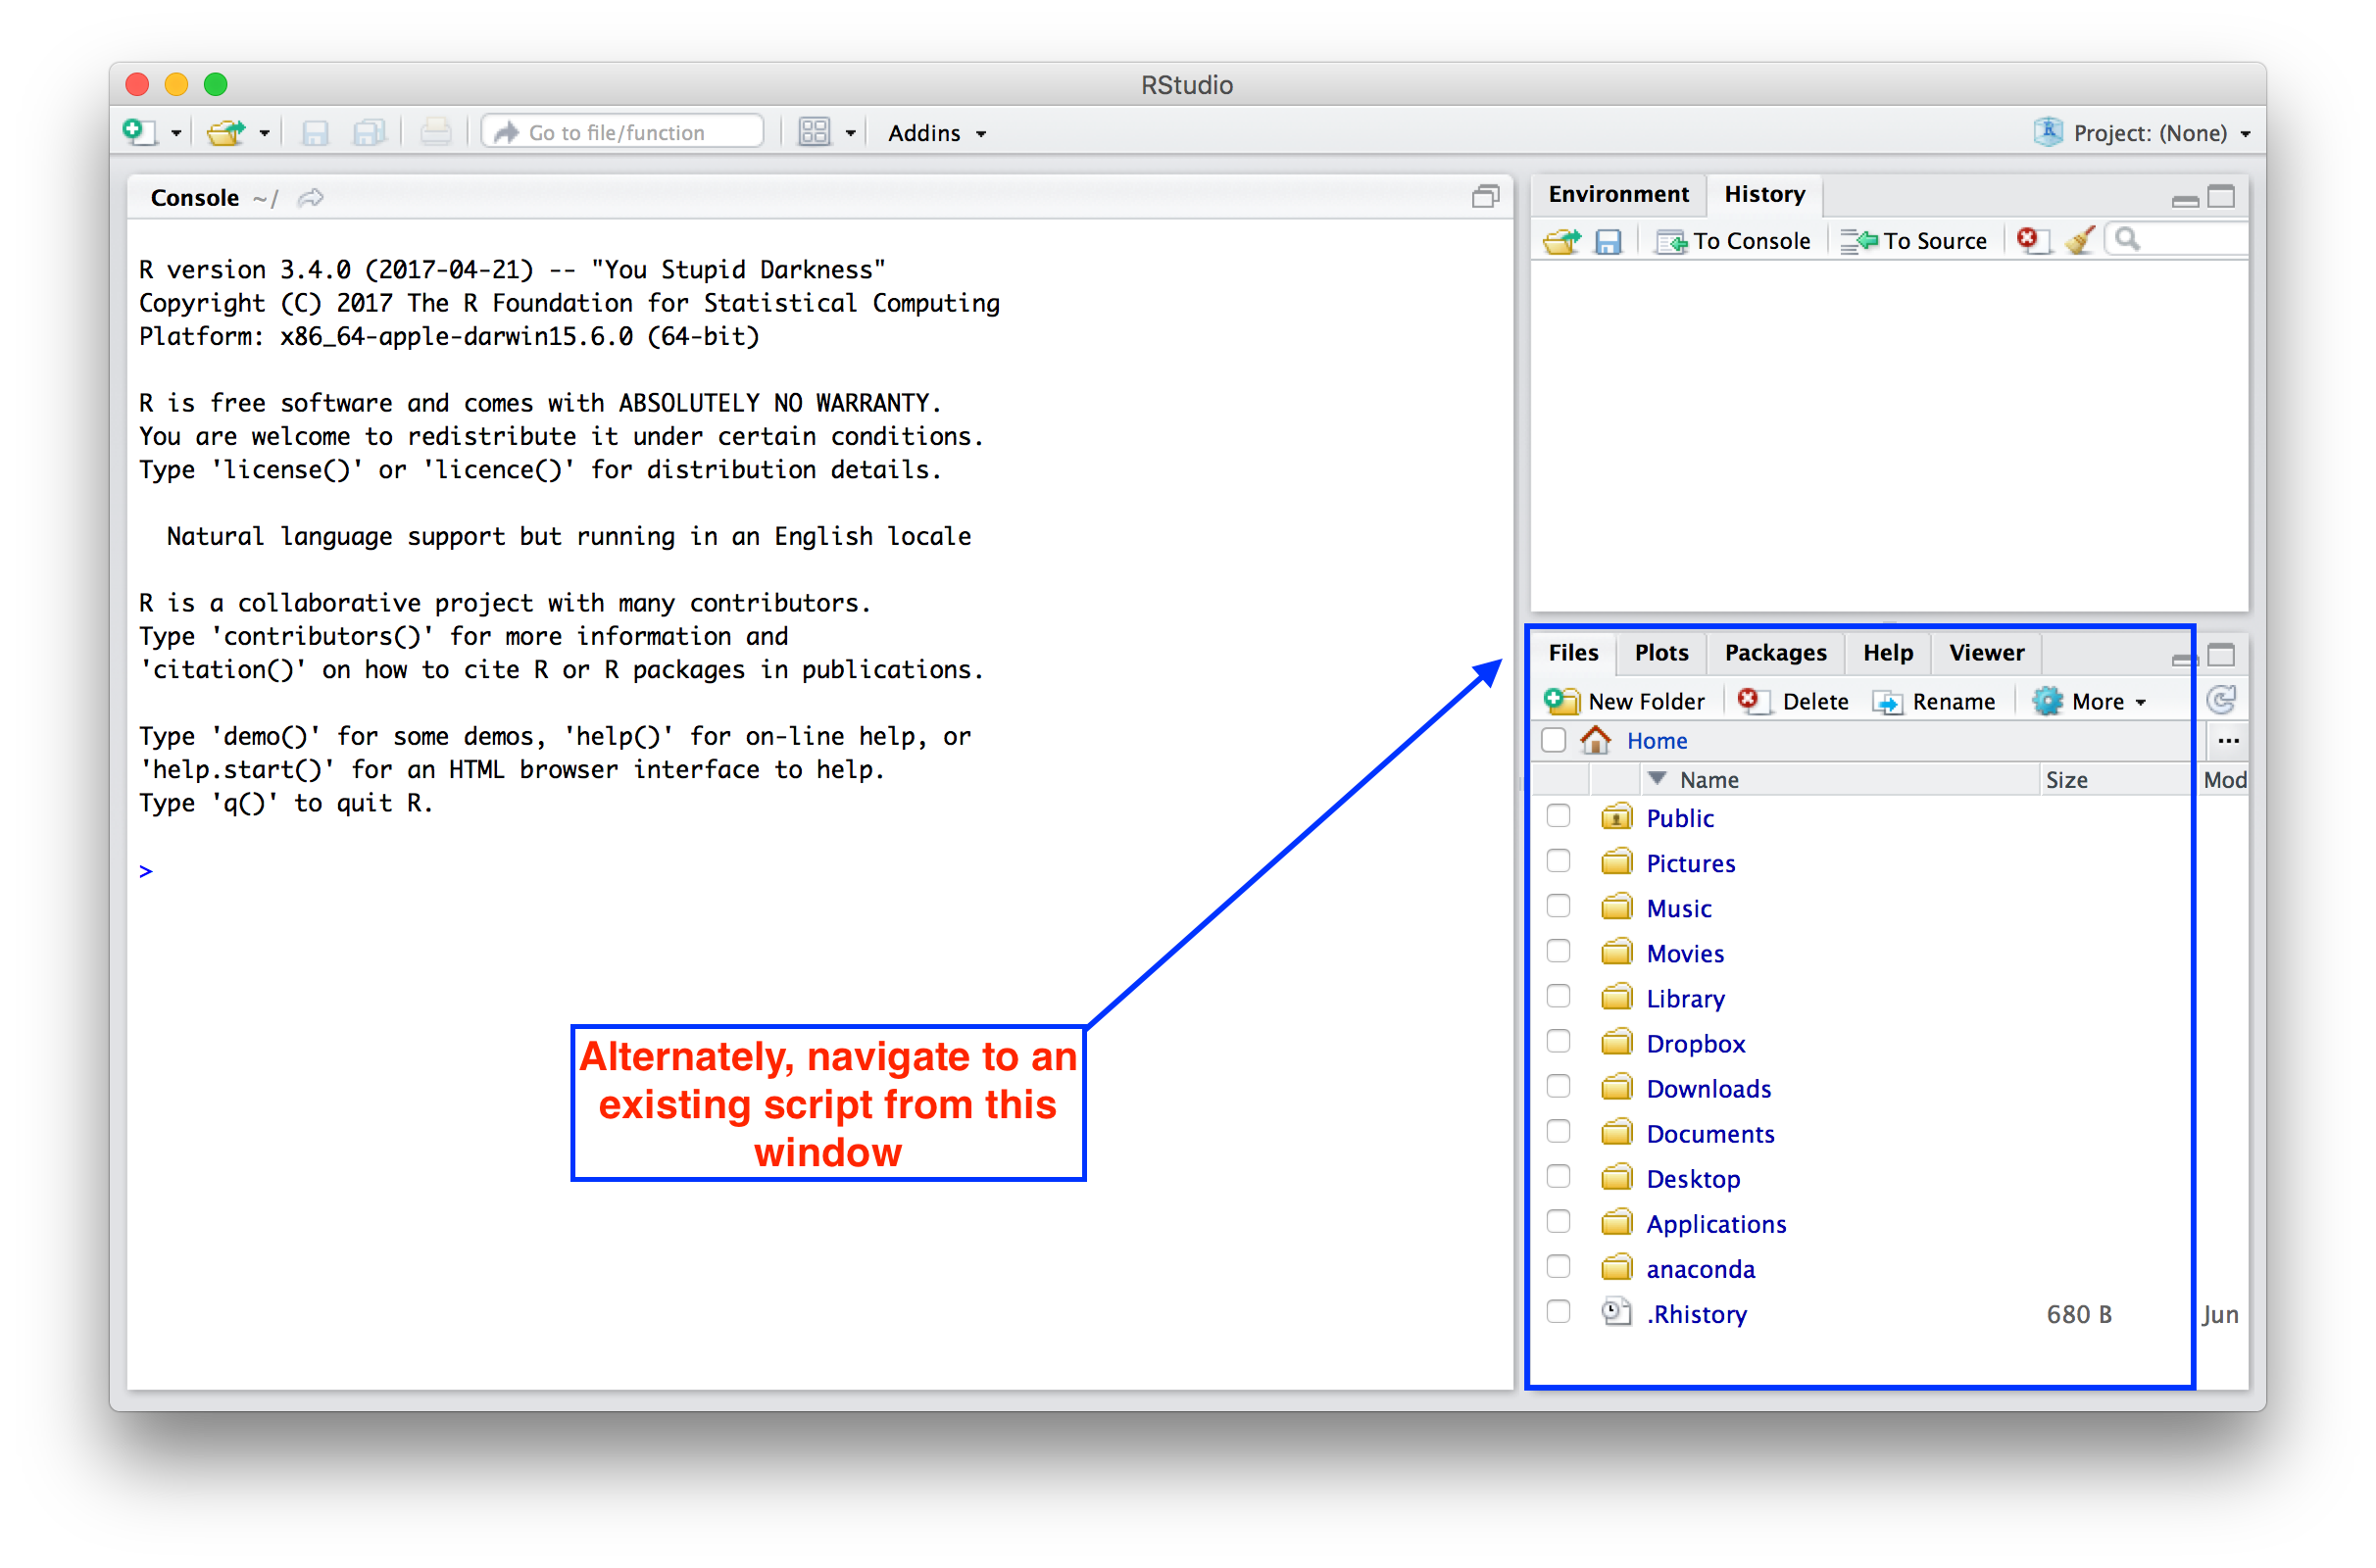 RStudio
Go to file/function
Addins
Project: (None)
Console ~/
R version 3.4.0 (2017-04-21) -- "You Stupid Darkness"
Copyright (C) 2017 The R Foundation for Statistical Computing
Platform: x86_64-apple-darwin15.6.0 (64-bit)
R is free software and comes with ABSOLUTELY NO WARRANTY.
You are welcome to redistribute it under certain conditions.
Type 'license()' or 'licence()' for distribution details.
Natural language support but running in an English locale
R is a collaborative project with many contributors.
Type 'contributors()' for more information and
'citation()' on how to cite R or R packages in publications.
Type 'demo()' for some demos, 'help()' for on-line help, or
'help.start()' for an HTML browser interface to help.
Type 'q()' to quit R.
>
Alternately, navigate to an
existing script from this
window
Environment History
To Console To Source
Files Plots Packages Help Viewer
New Folder Delete Rename More
Home ...
Name Size Mod
Public
Pictures
Music
Movies
Library
Dropbox
Downloads
Documents
Desktop
Applications
anaconda
.Rhistory 680 B Jun